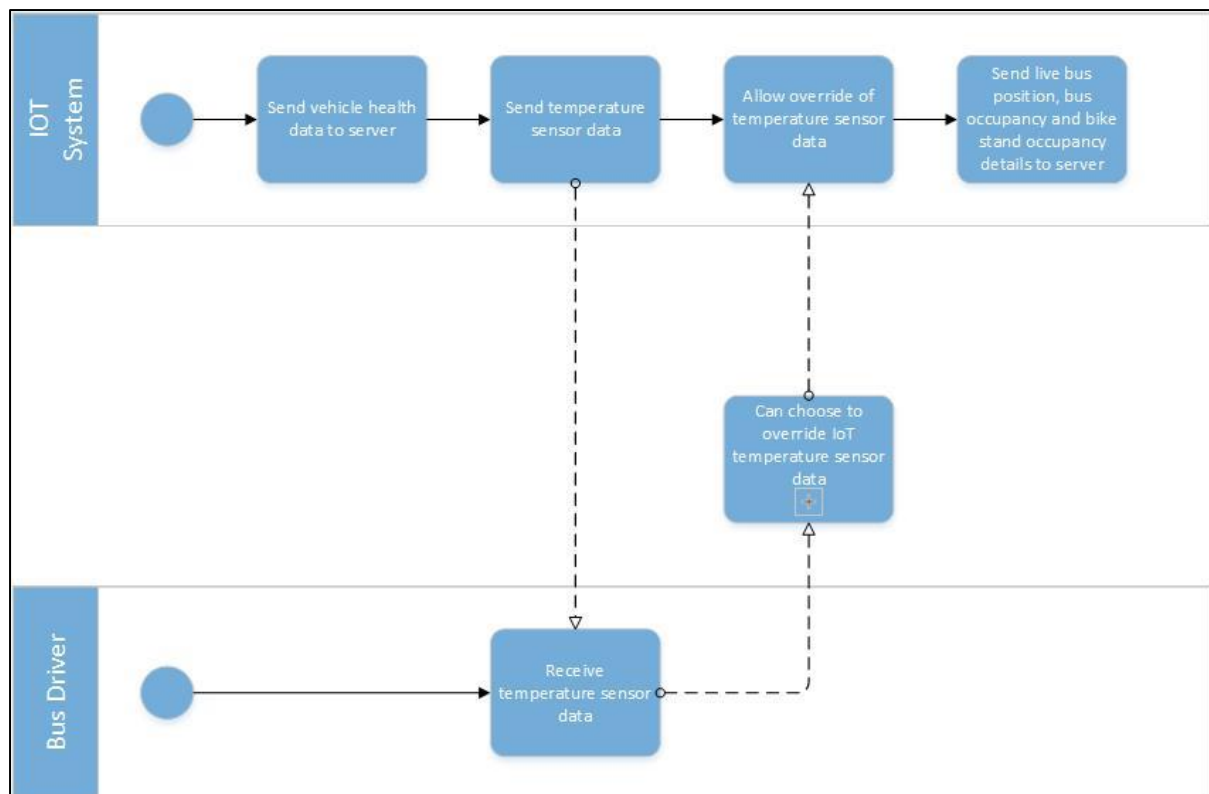 IOT
System
Send vehicle health
data to server
Send temperature
sensor data
Allow override of
temperature sensor
data
Send live bus
position, bus
occupancy and bike
stand occupancy
details to server
Can choose to
override IoT
temperature sensor
data
Bus Driver
Receive
temperature sensor
data